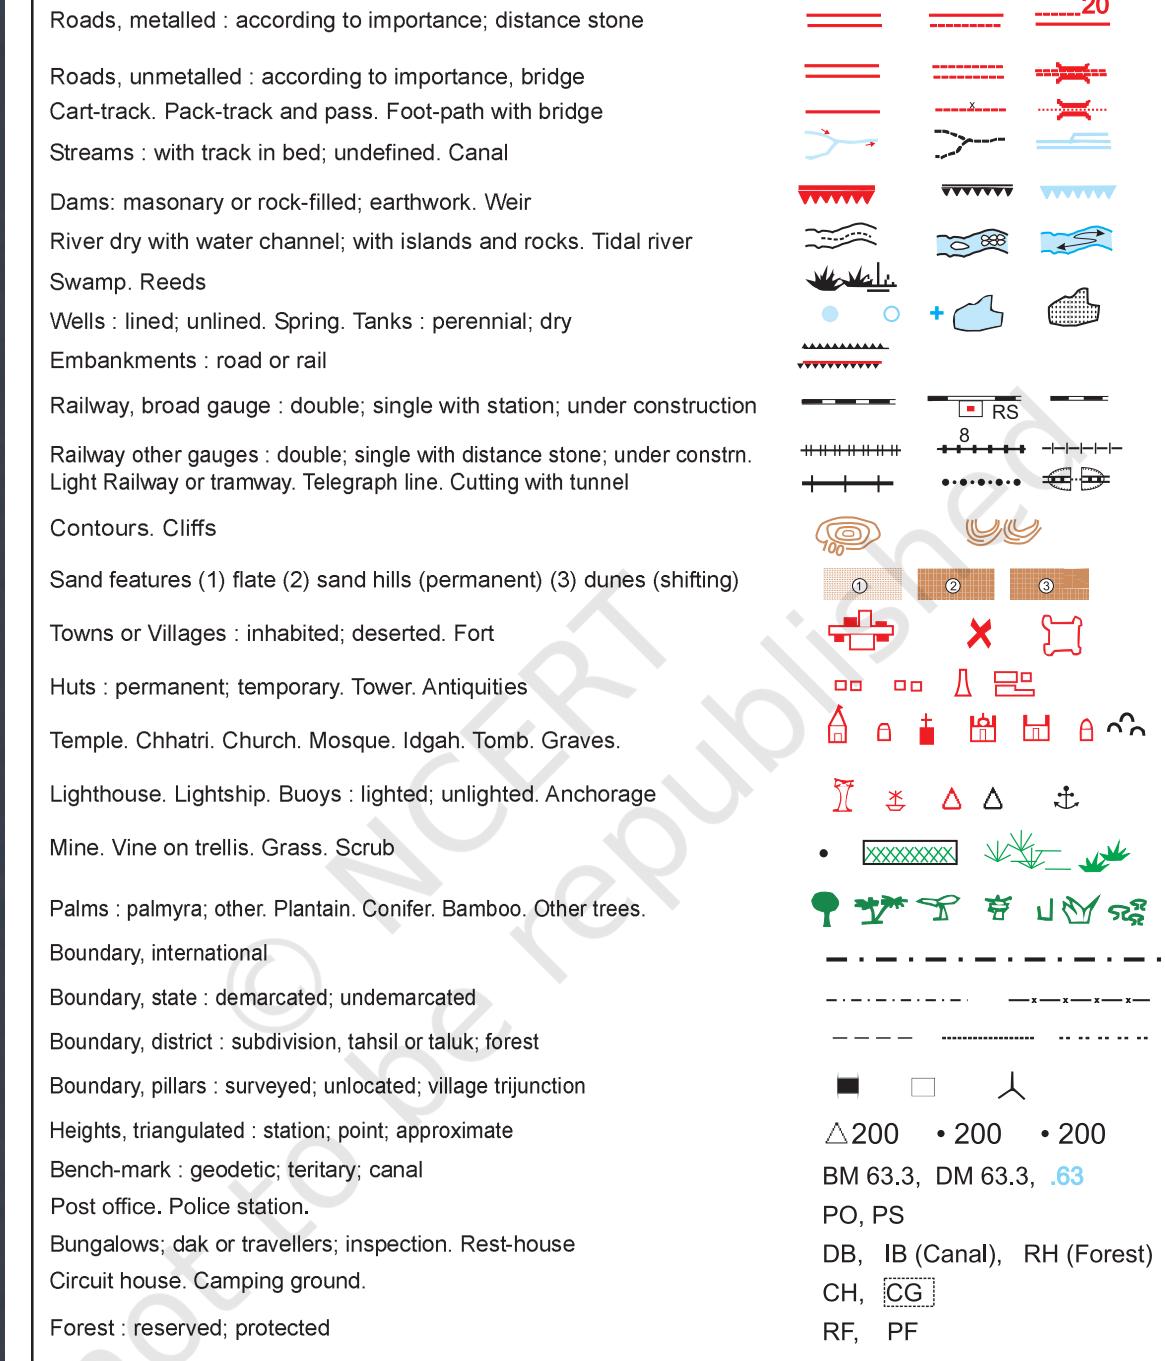 Roads, metalled : according to importance; distance stone 20
Roads, unmetalled : according to importance, bridge
Cart-track. Pack-track and pass. Foot-path with bridge x
Streams : with track in bed; undefined. Canal
Dams: masonary or rock-filled; earthwork. Weir
River dry with water channel; with islands and rocks. Tidal river
Swamp. Reeds
Wells : lined; unlined. Spring. Tanks : perennial; dry
Embankments : road or rail
Railway, broad gauge : double; single with station; under construction RS
Railway other gauges : double; single with distance stone; under constrn. 8
Light Railway or tramway. Telegraph line. Cutting with tunnel
Contours. Cliffs 100
Sand features (1) flate (2) sand hills (permanent) (3) dunes (shifting) 1 2 3
Towns or Villages : inhabited; deserted. Fort
Huts : permanent; temporary. Tower. Antiquities
Temple. Chhatri. Church. Mosque. Idgah. Tomb. Graves.
Lighthouse. Lightship. Buoys : lighted; unlighted. Anchorage
Mine. Vine on trellis. Grass. Scrub
Palms : palmyra; other. Plantain. Conifer. Bamboo. Other trees.
Boundary, international
Boundary, state : demarcated; undemarcated x x x x
Boundary, district : subdivision, tahsil or taluk; forest
Boundary, pillars : surveyed; unlocated; village trijunction
Heights, triangulated : station; point; approximate △200 • 200 • 200
Bench-mark : geodetic; teritary; canal BM 63.3, DM 63.3, .63
Post office. Police station. PO, PS
Bungalows; dak or travellers; inspection. Rest-house DB, IB (Canal), RH (Forest)
Circuit house. Camping ground. CH, CG
Forest : reserved; protected RF, PF
© NCERT
not to be republished